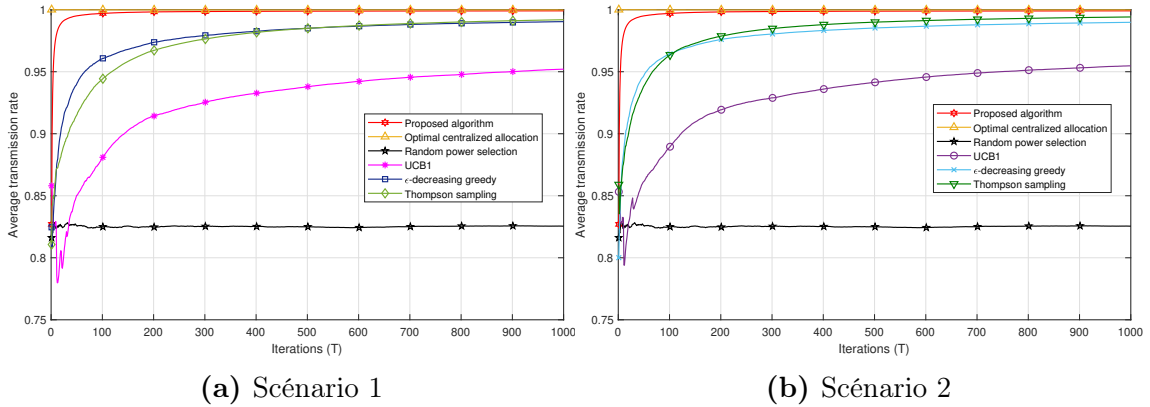 1
0.95
0.9
0.85
0.8
0.75
Average transmission rate
0 100 200 300 400 500 600 700 800 900 1000
Iterations (T)
Proposed algorithm
Optimal centralized allocation
Random power selection
UCB1
ϵ-decreasing greedy
Thompson sampling
(a) Scénario 1
1
0.95
0.9
0.85
0.8
0.75
Average transmission rate
0 100 200 300 400 500 600 700 800 900 1000
Iterations (T)
Proposed algorithm
Optimal centralized allocation
Random power selection
UCB1
ϵ-decreasing greedy
Thompson sampling
(b) Scénario 2